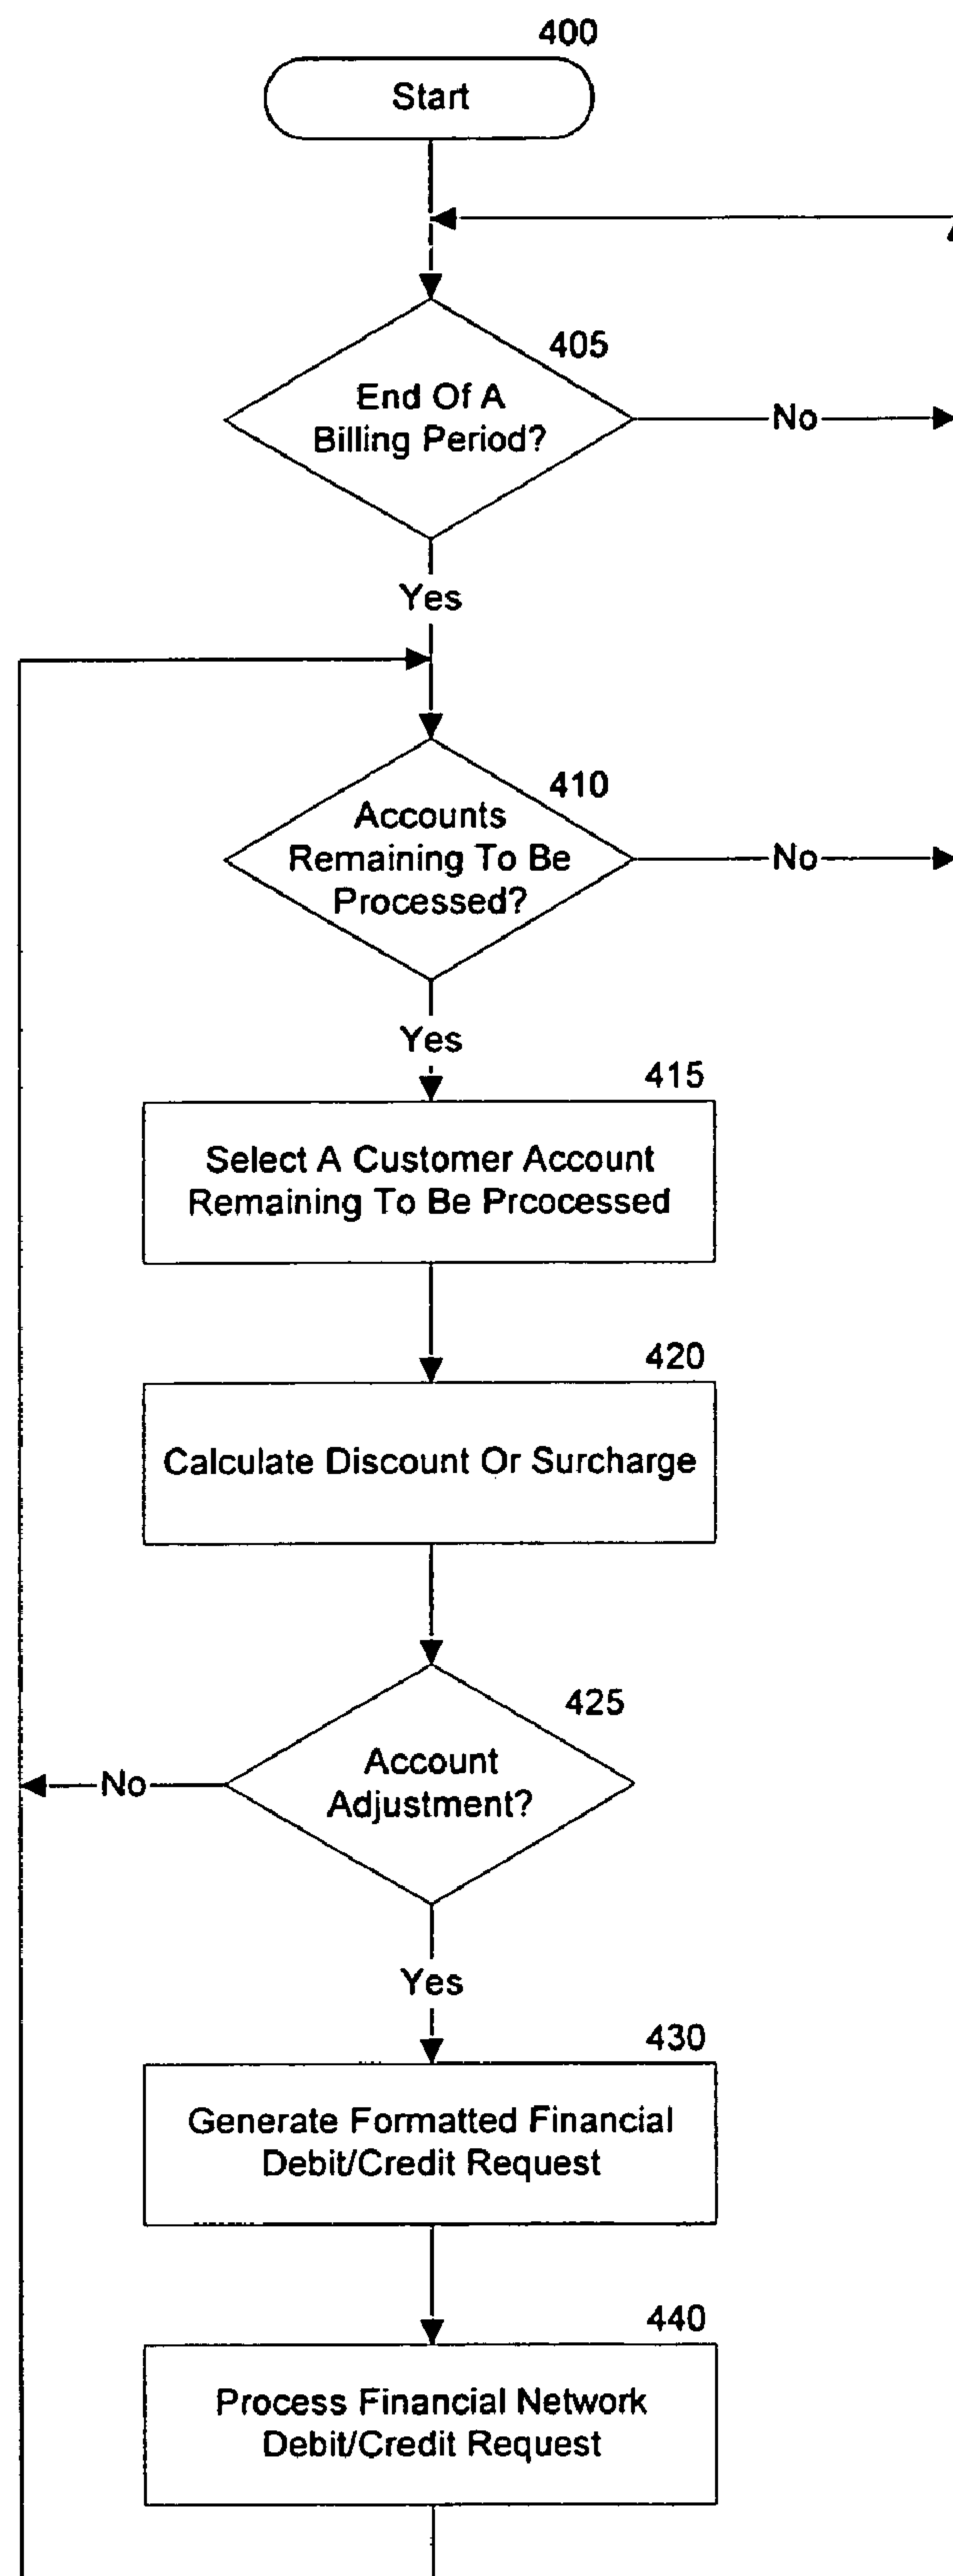 400
Start
405
End Of A
Billing Period?
No
Yes
410
Accounts
Remaining To Be
Processed?
No
Yes
415
Select A Customer Account
Remaining To Be Prcocessed
420
Calculate Discount Or Surcharge
425
Account
Adjustment?
No
Yes
430
Generate Formatted Financial
Debit/Credit Request
440
Process Financial Network
Debit/Credit Request